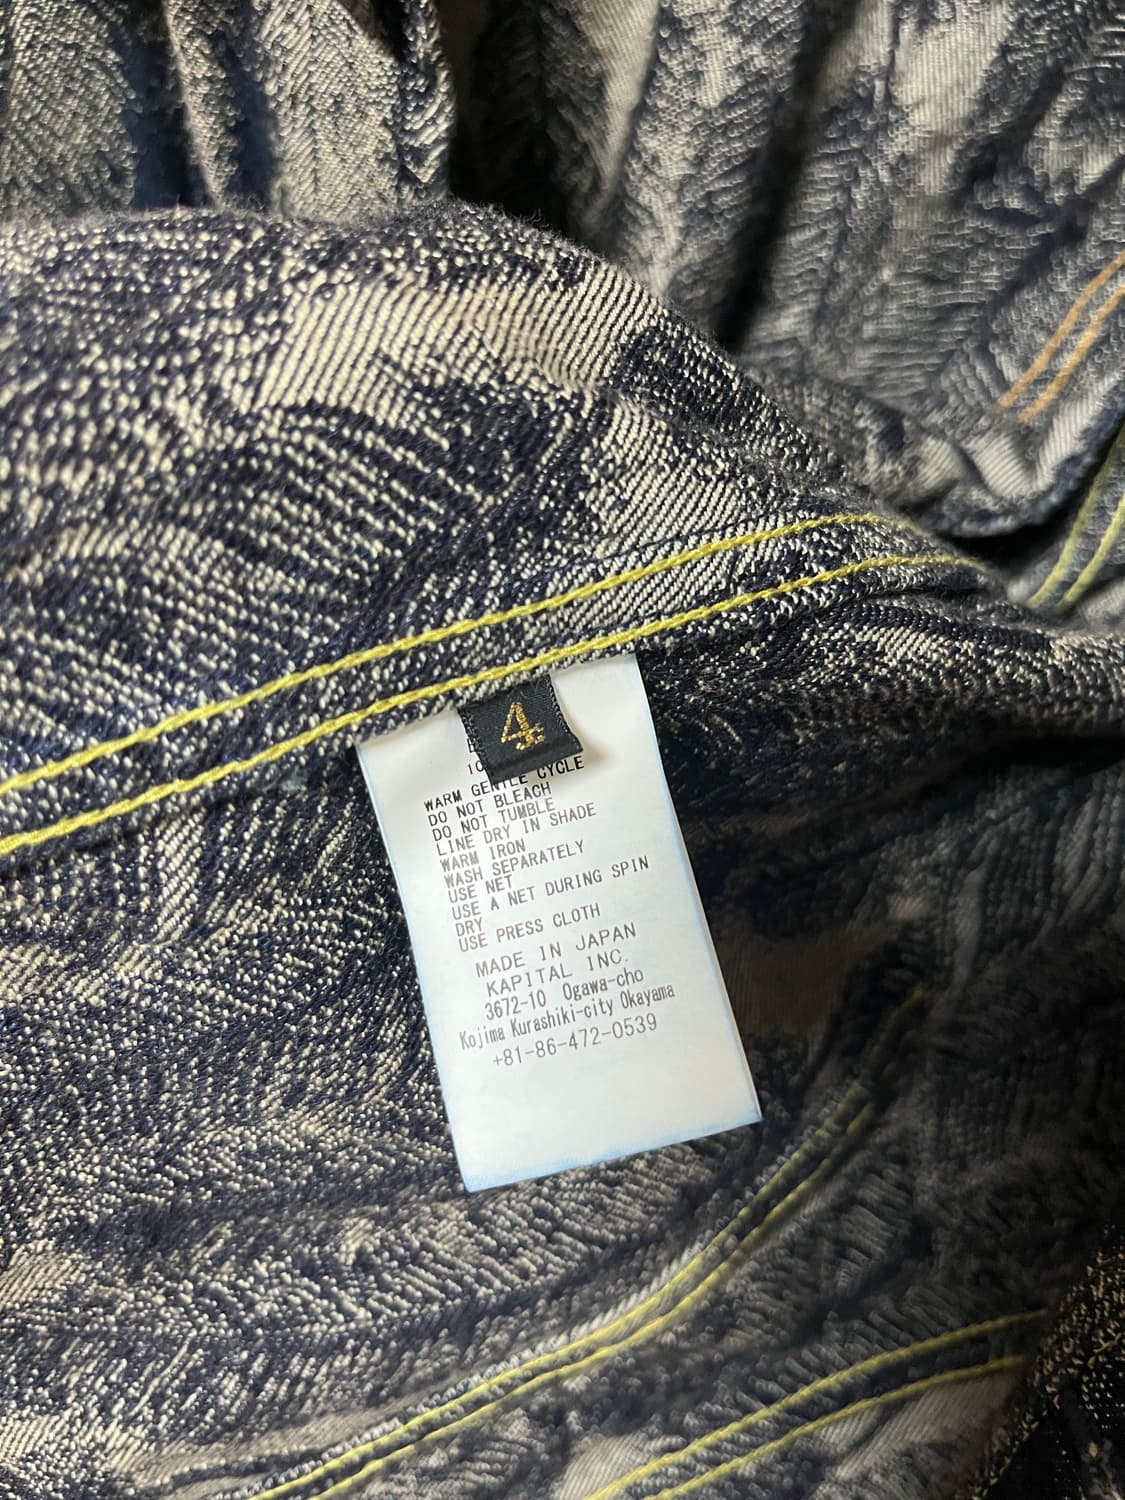 4
WARM GENTLE CYCLE
DO NOT BLEACH
DO NOT TUMBLE
LINE DRY IN SHADE
WARM IRON
WASH SEPARATELY
USE NET
USE A NET DURING SPIN
DRY
USE PRESS CLOTH
MADE IN JAPAN
KAPITAL INC.
3672-10 Ogawa-cho
Kojima Kurashiki-city Okayama
+81-86-472-0539